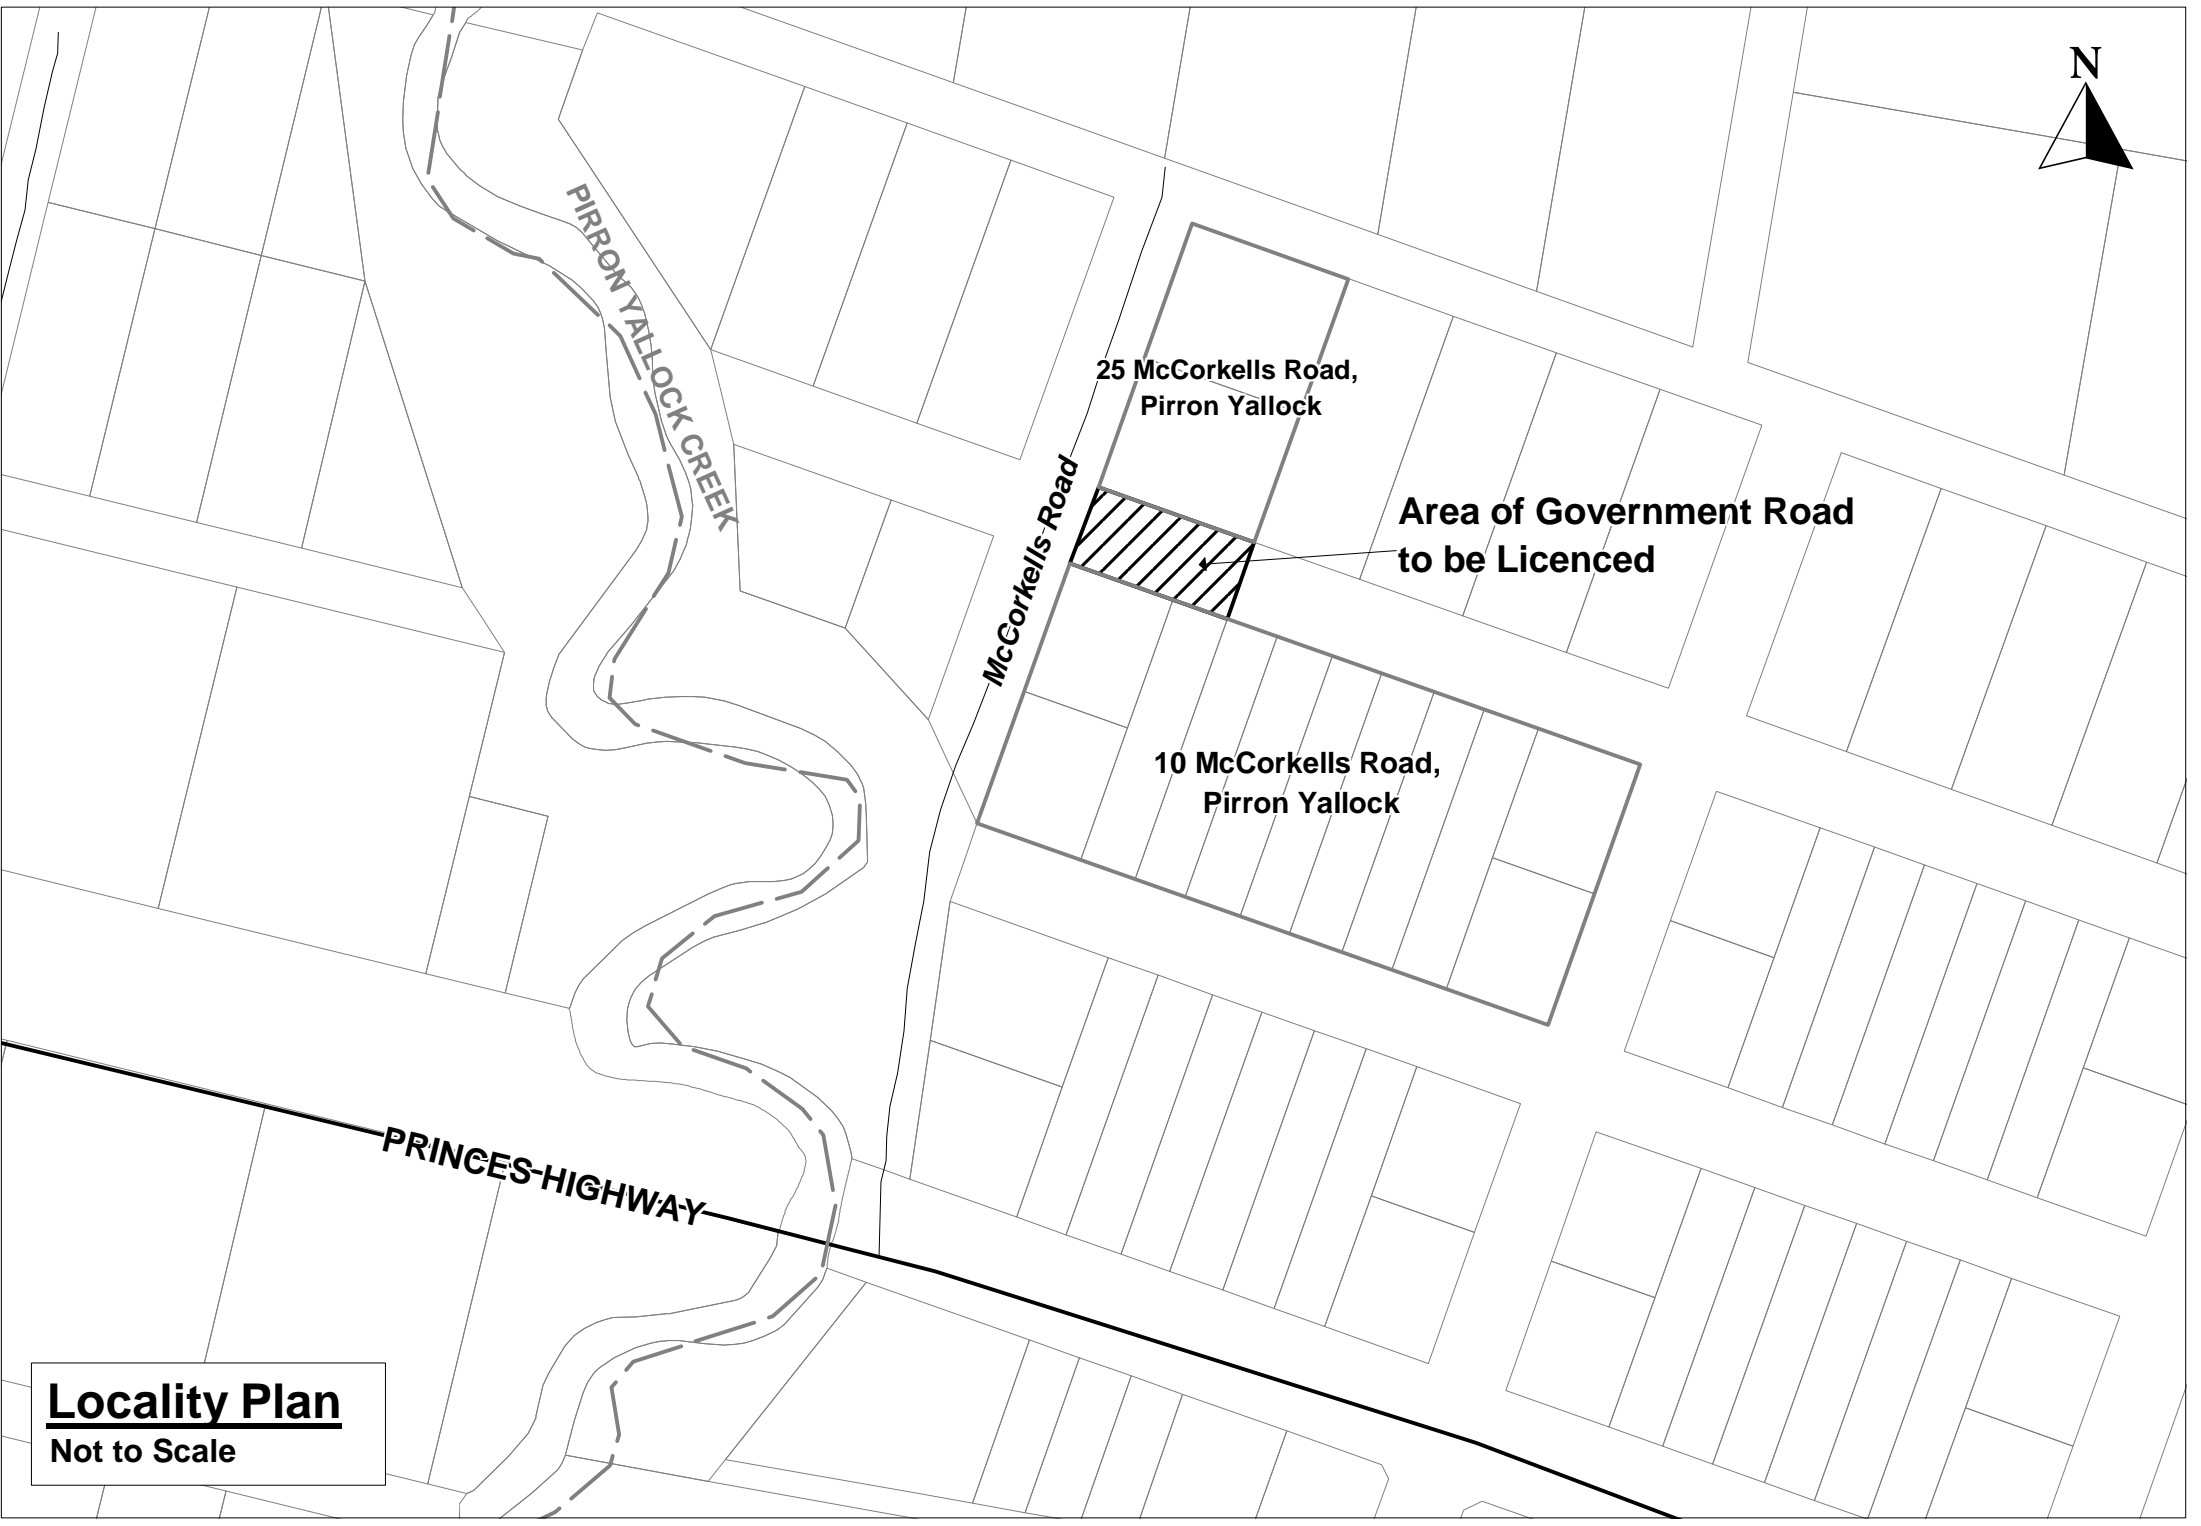 N
PIRRON YALLOCK CREEK
25 McCorkells Road,
Pirron Yallock
McCorkells Road
Area of Government Road
to be Licenced
10 McCorkells Road,
Pirron Yallock
PRINCES HIGHWAY
Locality Plan
Not to Scale